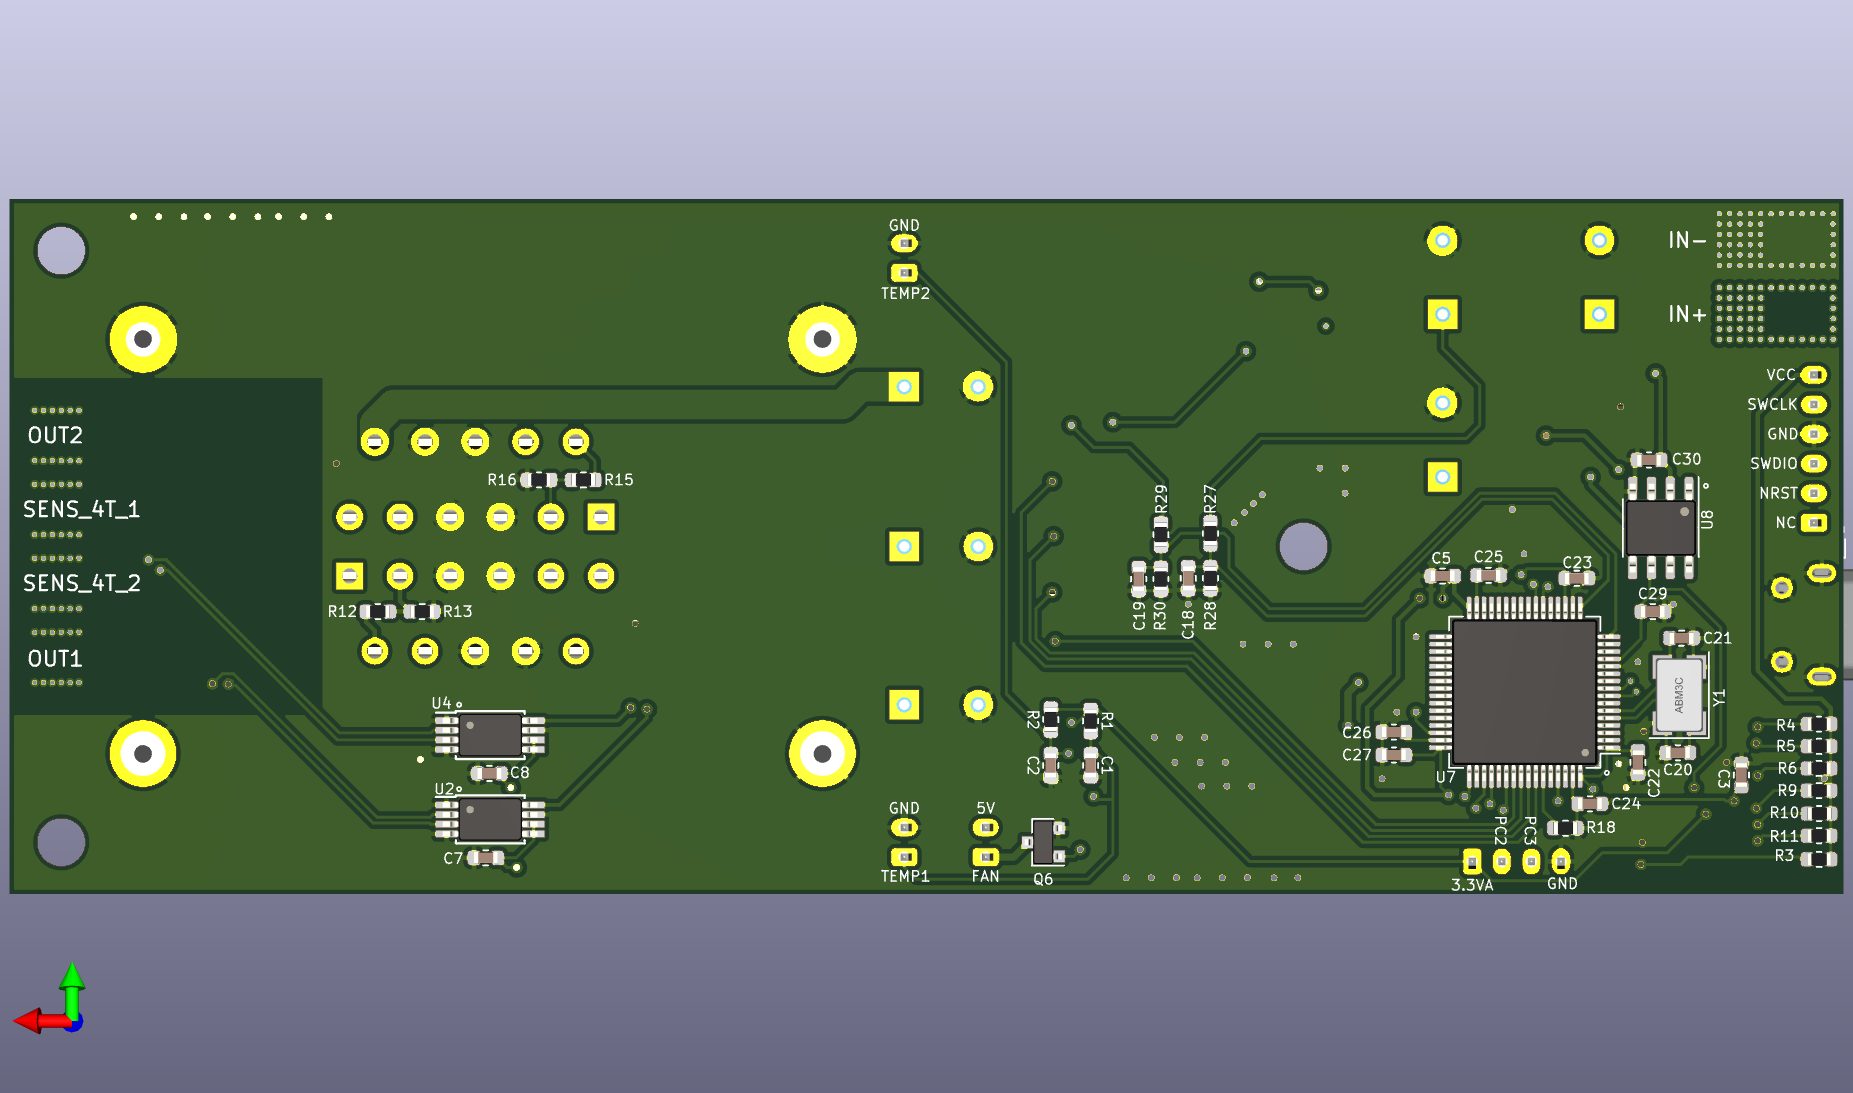 GND
TEMP2
IN-
IN+
VCC
SWCLK
GND
SWDIO
NRST
NC
OUT2
SENS_4T_1
SENS_4T_2
OUT1
R16
R15
R12
R13
R29
R27
C19
R30
C18
R28
C30
U8
C5
C25
C23
C29
C21
ABM3C
Y1
U4
C8
U2
C7
R2
R1
C2
C1
C26
C27
U7
C20
C22
C3
C24
R18
R4
R5
R6
R9
R10
R11
R3
GND
TEMP1
5V
FAN
Q6
PC2
PC3
3.3VA
GND